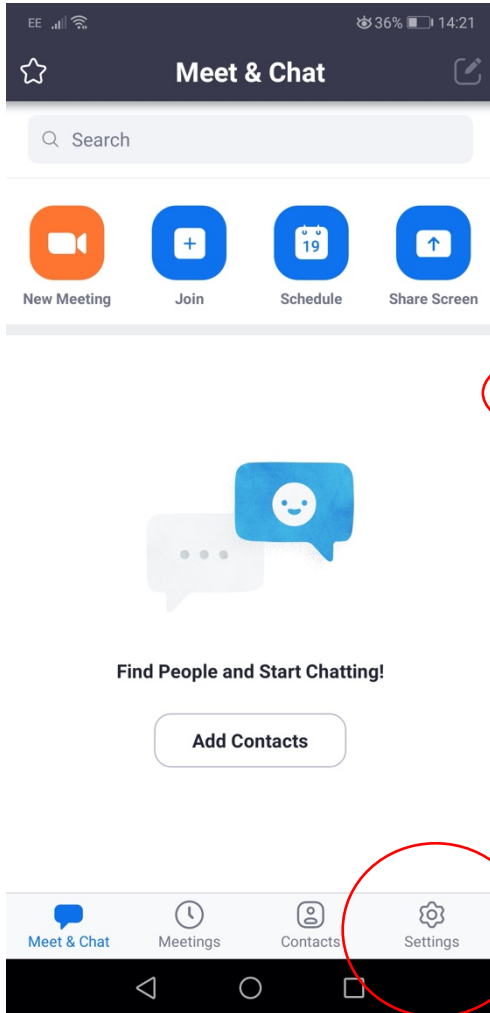 EE 36% 14:21
Meet & Chat
Search
19
New Meeting Join Schedule Share Screen
Find People and Start Chatting!
Add Contacts
Meet & Chat Meetings Contacts Settings